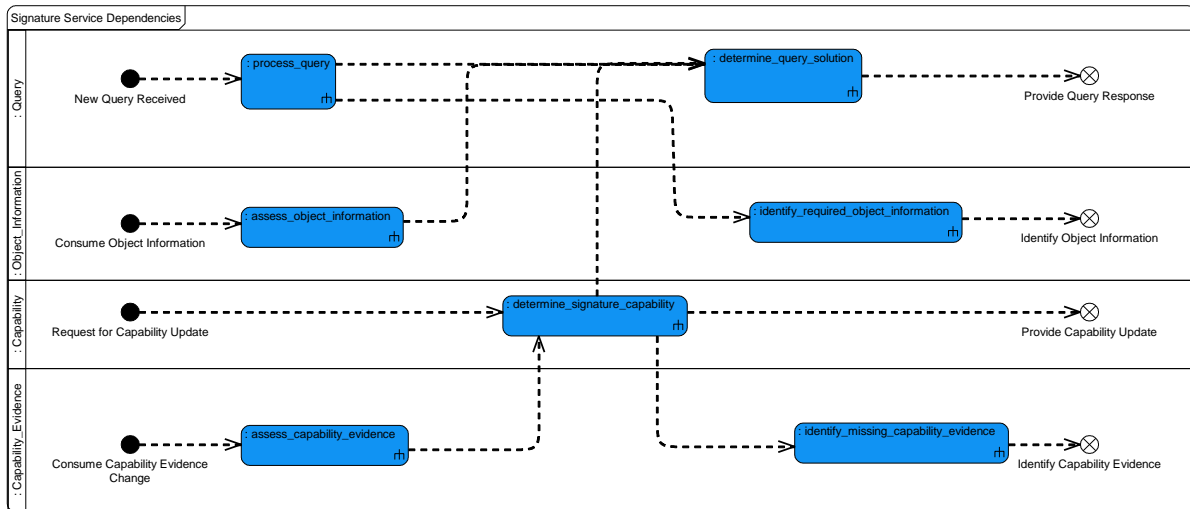 Signature Service Dependencies
: Query
New Query Received
: process_query
: determine_query_solution
Provide Query Response
: Object_Information
Consume Object Information
: assess_object_information
: identify_required_object_information
Identify Object Information
: Capability
Request for Capability Update
: determine_signature_capability
Provide Capability Update
: Capability_Evidence
Consume Capability Evidence
Change
: assess_capability_evidence
: identify_missing_capability_evidence
Identify Capability Evidence